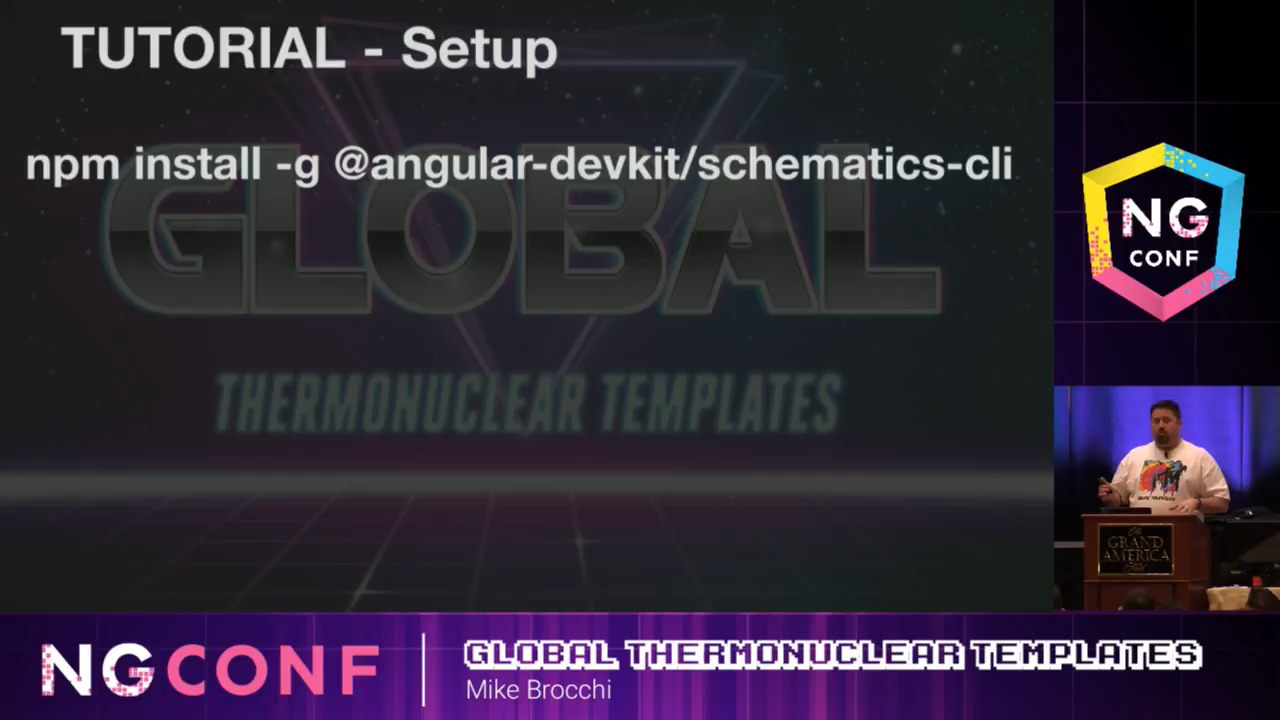 TUTORIAL - Setup
npm install -g @angular-devkit/schematics-cli
GLOBAL
THERMONUCLEAR TEMPLATES
NG
CONF
GRAND
AMERICA
NGCONF
GLOBAL THERMONUCLEAR TEMPLATES
Mike Brocchi